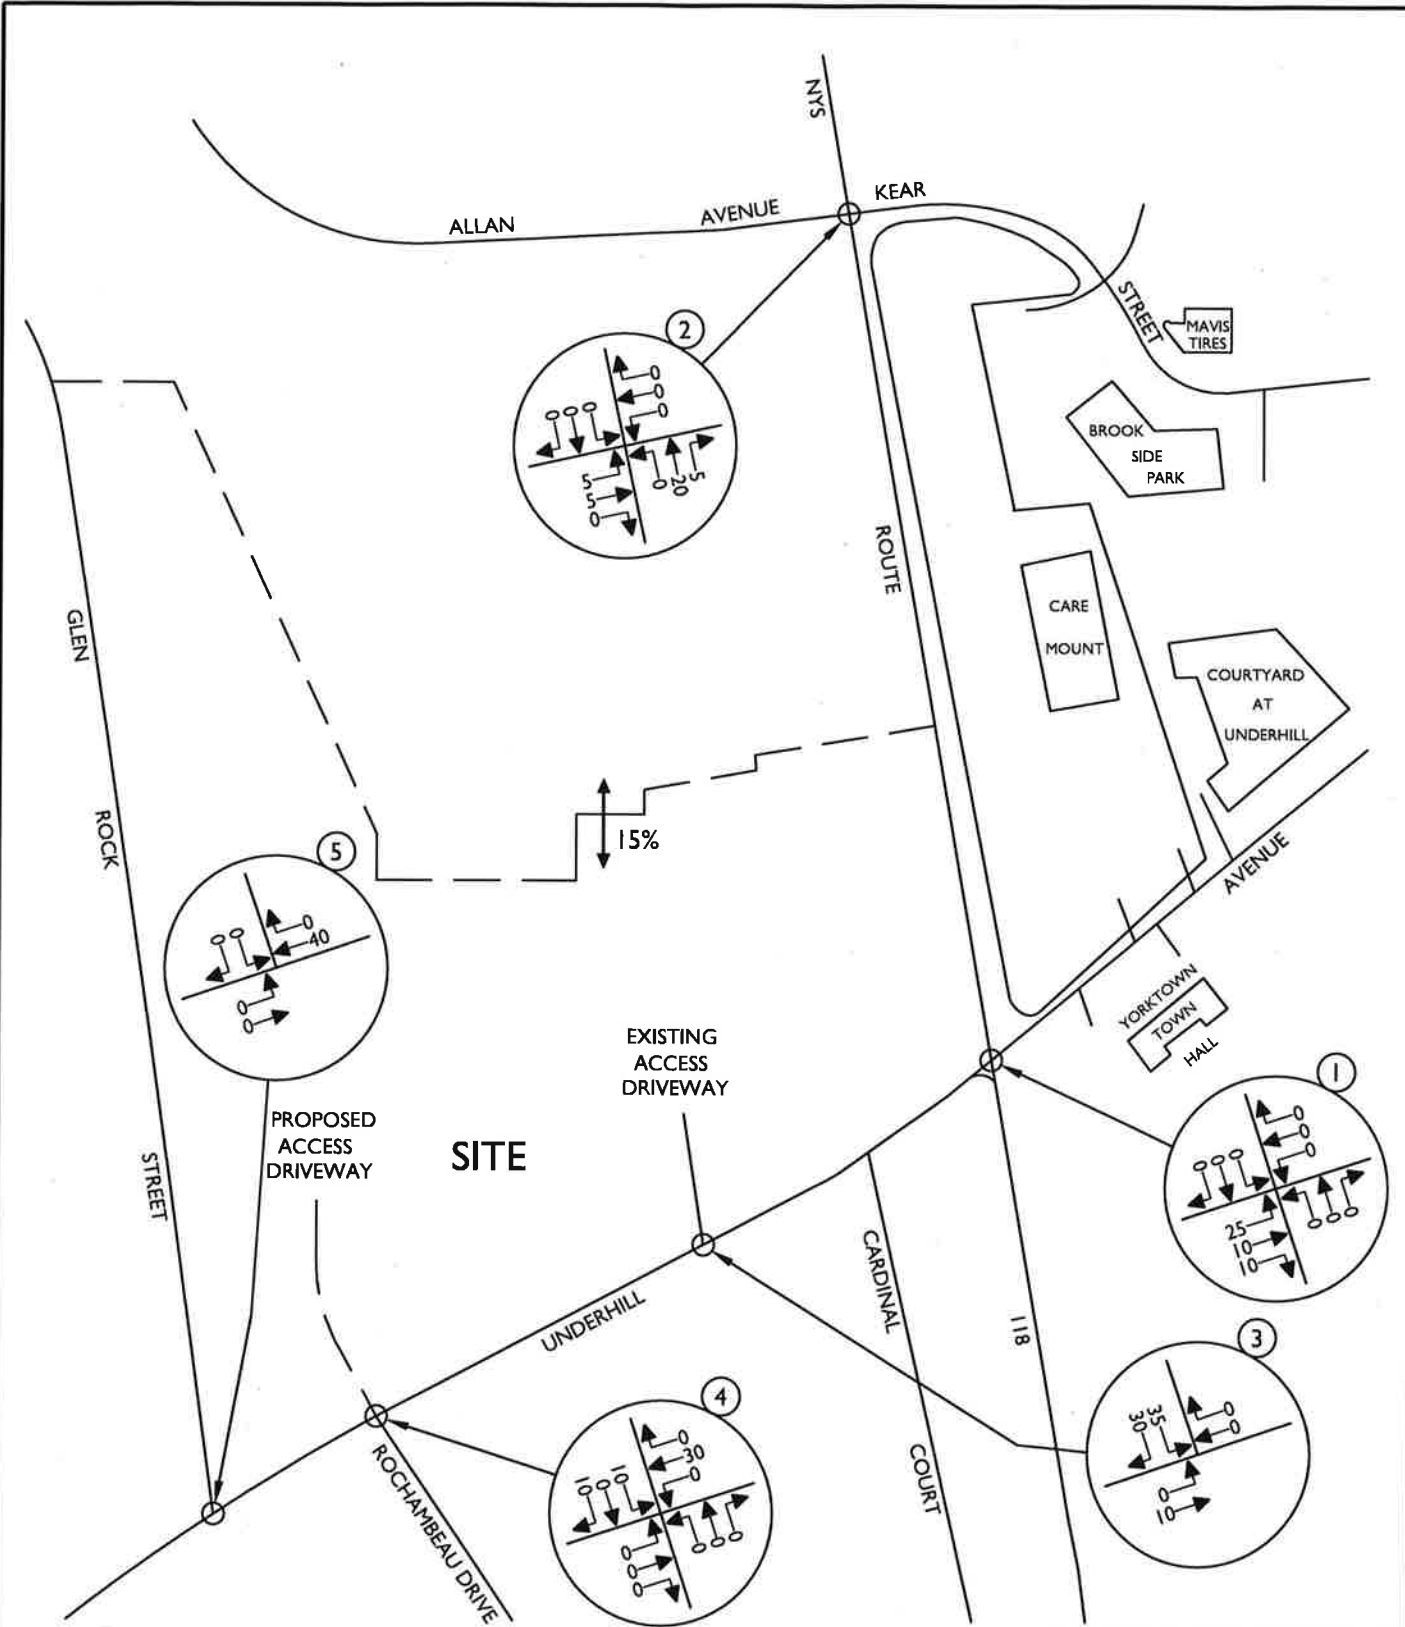 NYS
ALLAN
AVENUE
KEAR
STREET
MAVIS
TIRES
2
0
0
0
0
0
0
5
5
0
0
20
5
BROOK
SIDE
PARK
ROUTE
CARE
MOUNT
COURTYARD
AT
UNDERHILL
AVENUE
GLEN
ROCK
STREET
15%
5
0
0
0
40
0
0
YORKTOWN
TOWN
HALL
EXISTING
ACCESS
DRIVEWAY
PROPOSED
ACCESS
DRIVEWAY
SITE
1
0
0
0
0
0
0
25
10
10
0
0
0
CARDINAL
COURT
118
UNDERHILL
3
30
35
0
0
0
10
4
10
0
10
0
30
0
0
0
0
0
0
0
ROCHAMBEAU DRIVE